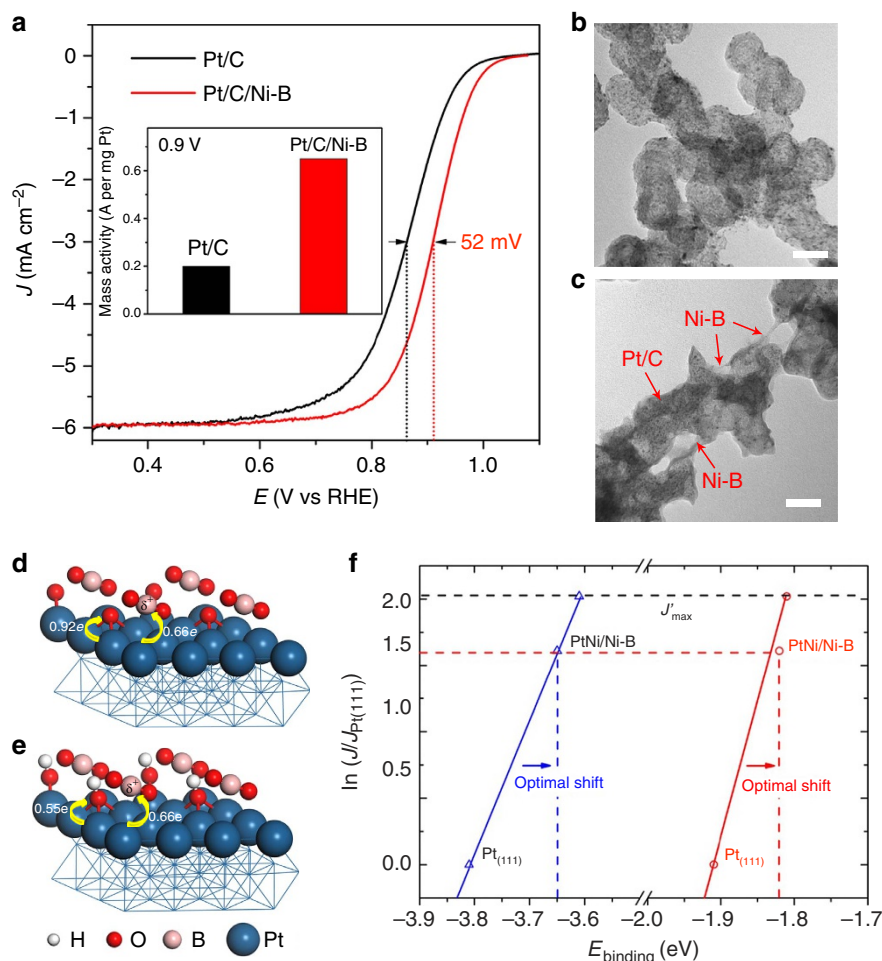 a
Pt/C
Pt/C/Ni-B
0
−1
−2
−3
−4
−5
−6
J (mA cm⁻²)
0.4
0.6
0.8
1.0
E (V vs RHE)
52 mV
0.9 V
Mass activity (A per mg Pt)
0.8
0.6
0.4
0.2
0.0
Pt/C
Pt/C/Ni-B
b
c
Ni-B
Pt/C
Ni-B
d
δ⁺
0.92e
0.66e
e
δ⁺
0.55e
0.66e
H
O
B
Pt
f
ln (J/J_Pt(111))
2.0
1.5
1.0
0.5
0.0
J'max
PtNi/Ni-B
PtNi/Ni-B
Optimal shift
Optimal shift
Pt(111)
Pt(111)
−3.9
−3.8
−3.7
−3.6
−2.0
−1.9
−1.8
−1.7
E_binding (eV)